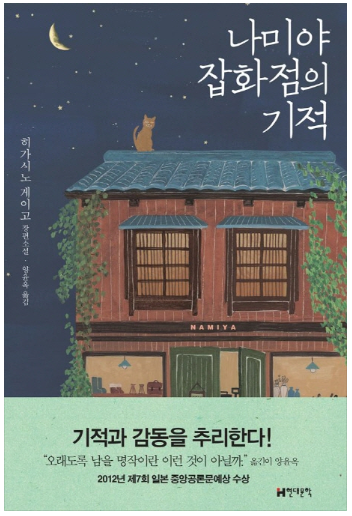 나미야
잡화점의
기적
히가시노 게이고 장편소설 · 양윤옥 옮김
NAMIYA
기적과 감동을 추리한다!
“오래도록 남을 명작이란 이런 것이 아닐까.” 옮긴이 양윤옥
2012년 제7회 일본 중앙공론문예상 수상
현대문학